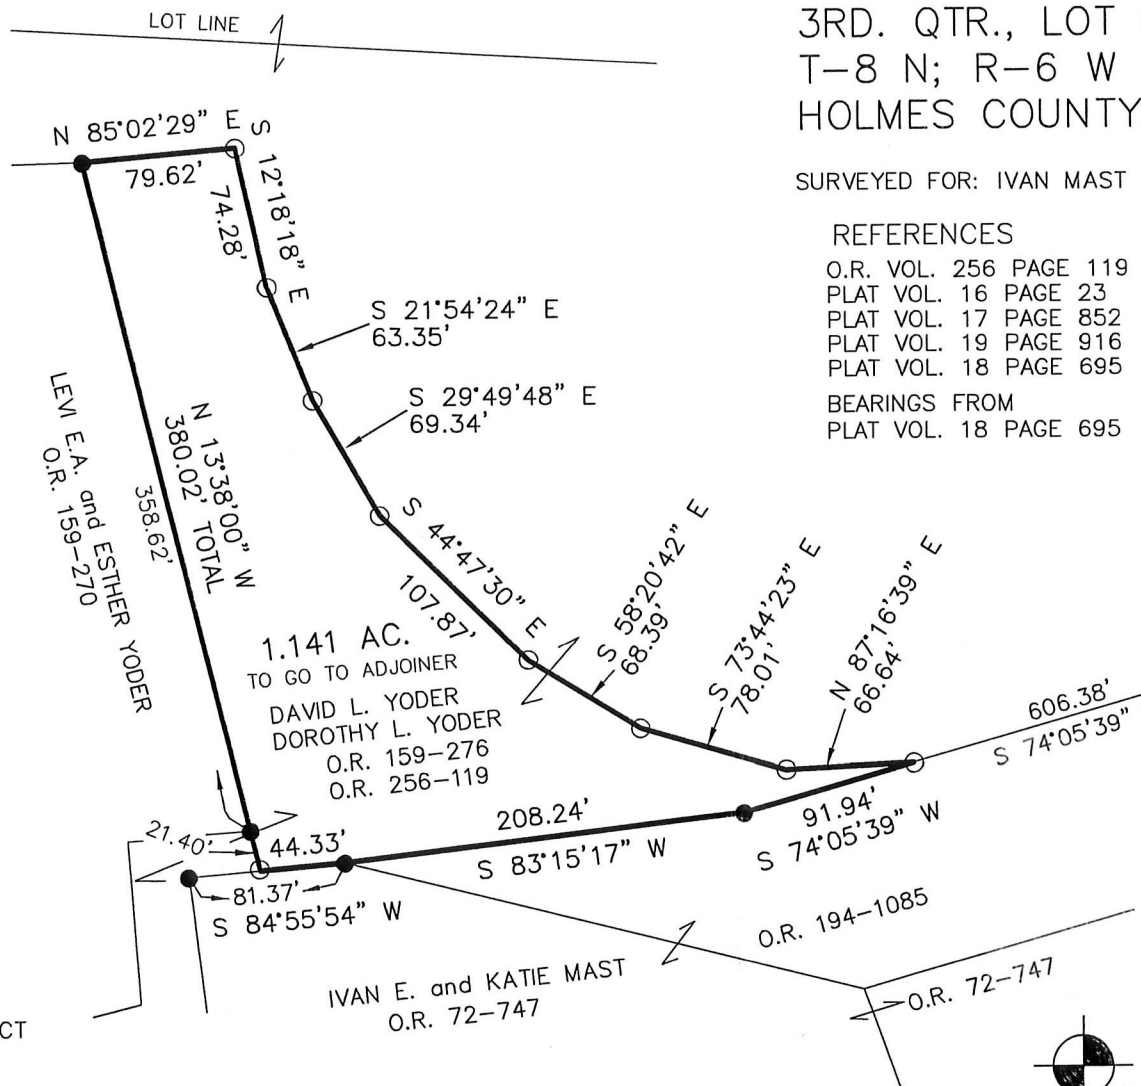 LOT LINE
3RD. QTR., LOT
T-8 N; R-6 W
HOLMES COUNTY
SURVEYED FOR: IVAN MAST
REFERENCES
O.R. VOL. 256 PAGE 119
PLAT VOL. 16 PAGE 23
PLAT VOL. 17 PAGE 852
PLAT VOL. 19 PAGE 916
PLAT VOL. 18 PAGE 695
BEARINGS FROM
PLAT VOL. 18 PAGE 695
N 85°02'29" E
79.62'
S 12°18'18" E
74.28'
S 21°54'24" E
63.35'
S 29°49'48" E
69.34'
S 44°47'30" E
107.87'
S 58°20'42" E
68.39'
S 73°44'23" E
78.01'
N 87°16'39" E
66.64'
606.38'
S 74°05'39"
LEVI E.A. and ESTHER YODER
O.R. 159-270
N 13°38'00" W
380.02' TOTAL
358.62'
1.141 AC.
TO GO TO ADJOINER
DAVID L. YODER
DOROTHY L. YODER
O.R. 159-276
O.R. 256-119
21.40'
44.33'
208.24'
S 83°15'17" W
91.94'
S 74°05'39" W
81.37'
S 84°55'54" W
O.R. 194-1085
IVAN E. and KATIE MAST
O.R. 72-747
O.R. 72-747
CT